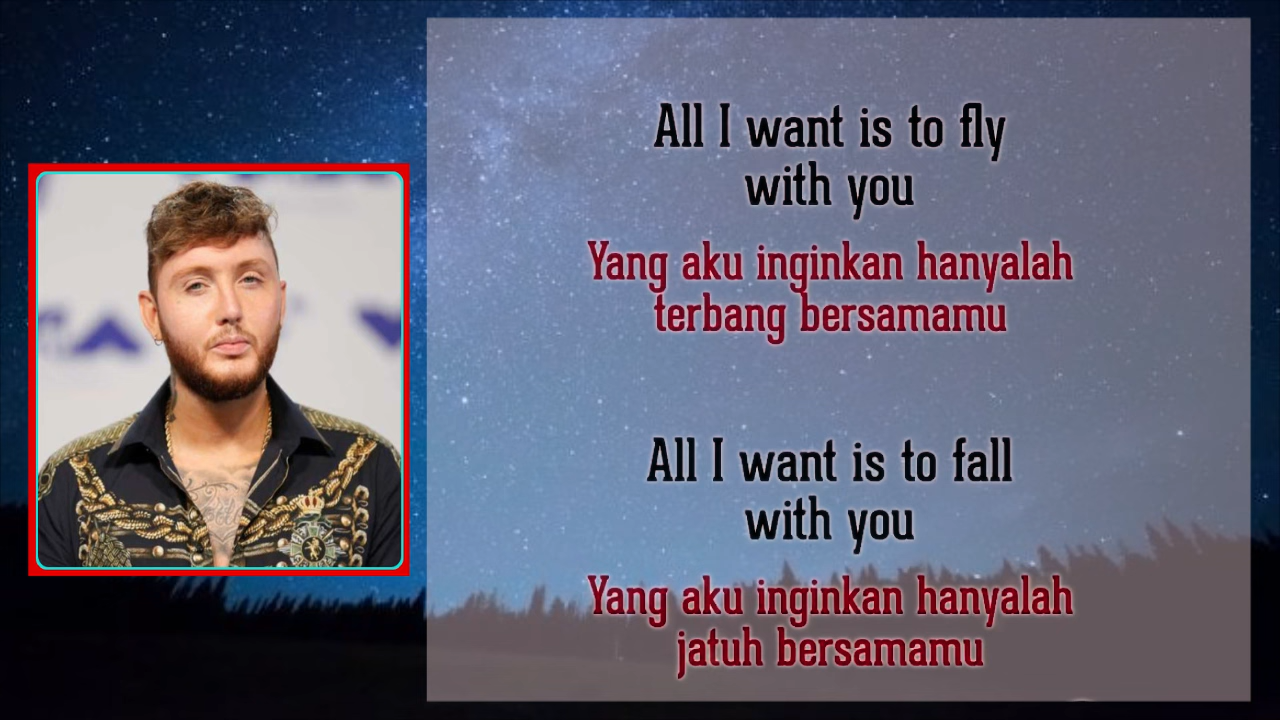 All I want is to fly
with you
Yang aku inginkan hanyalah
terbang bersamamu
All I want is to fall
with you
Yang aku inginkan hanyalah
jatuh bersamamu